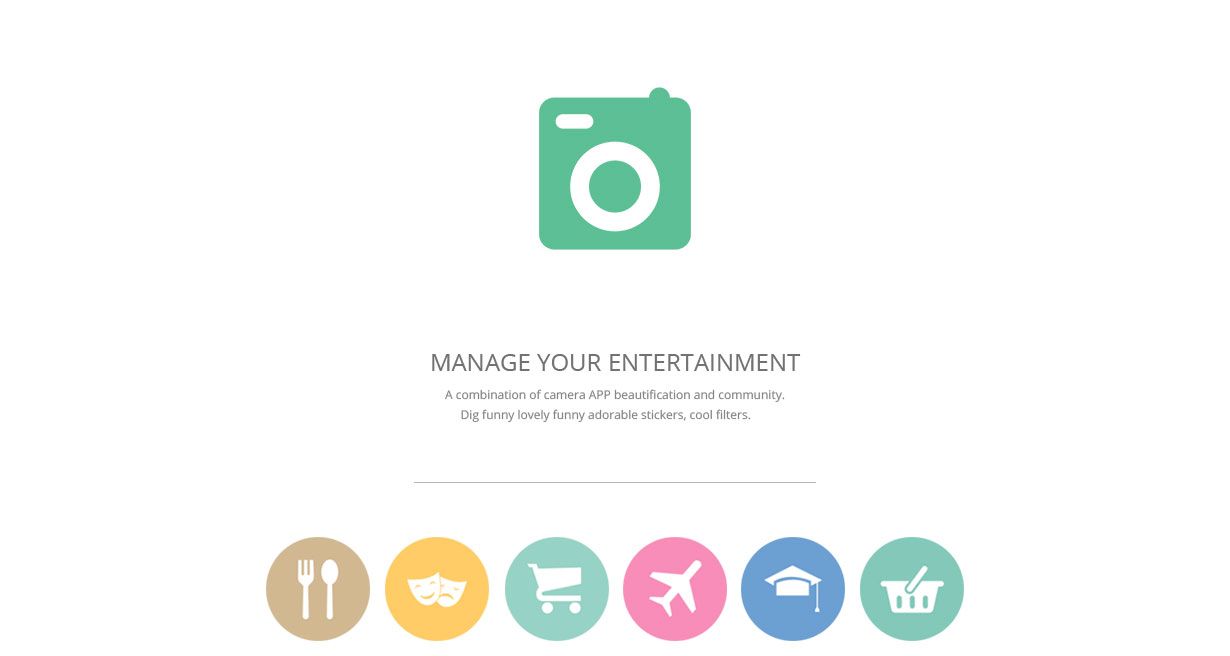 MANAGE YOUR ENTERTAINMENT
A combination of camera APP beautification and community.
Dig funny lovely funny adorable stickers, cool filters.